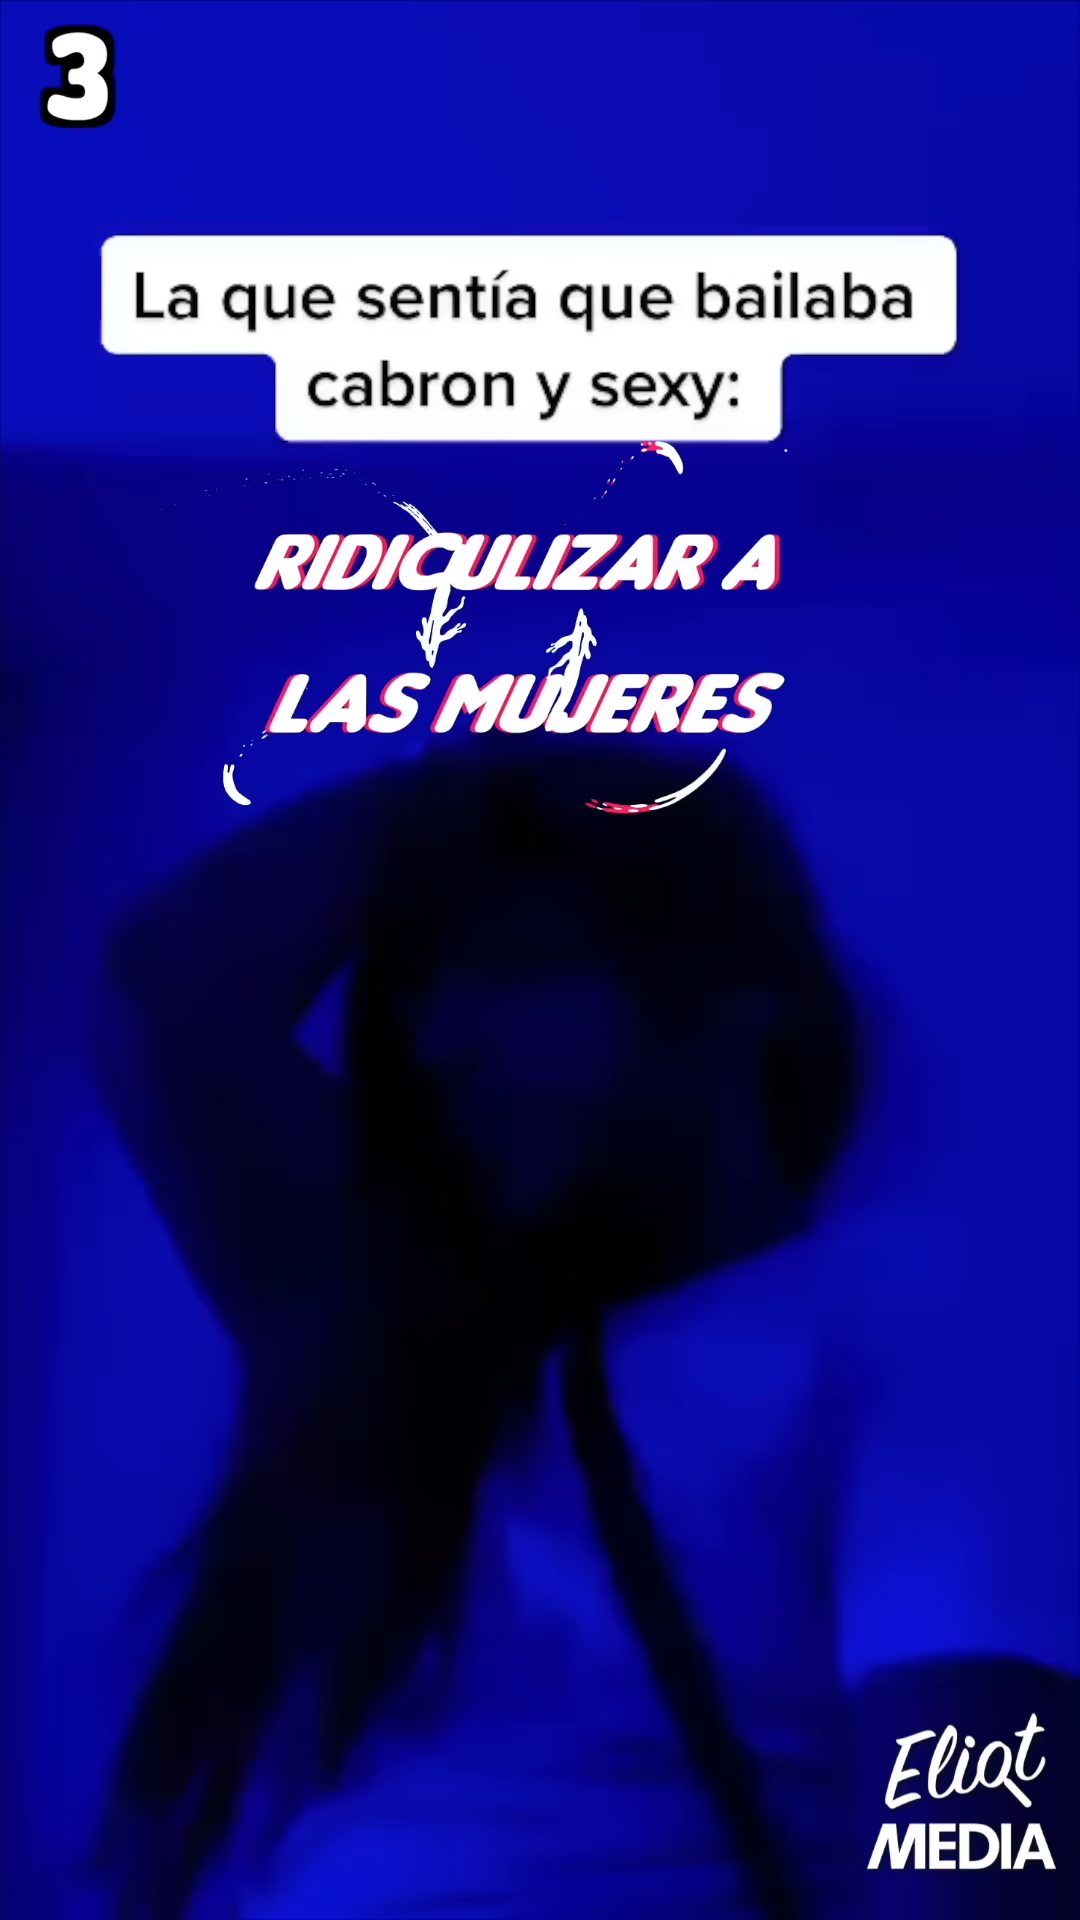 3
La que sentía que bailaba
cabron y sexy:
RIDICULIZAR A
LAS MUJERES
Eliot
MEDIA